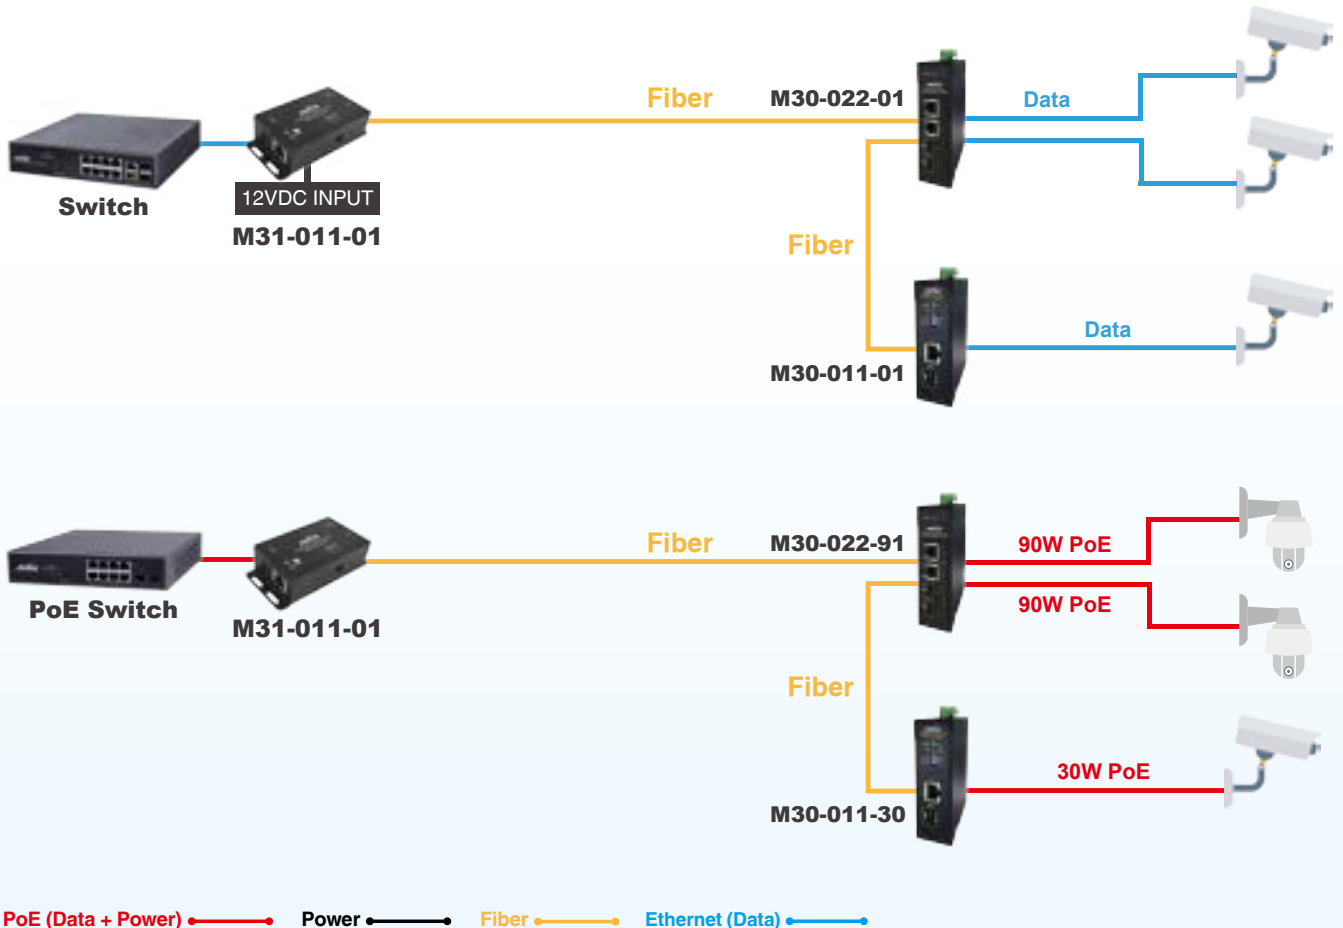 Fiber
M30-022-01
Data
Switch
12VDC INPUT
M31-011-01
Fiber
Data
M30-011-01
Fiber
M30-022-91
90W PoE
90W PoE
PoE Switch
M31-011-01
Fiber
30W PoE
M30-011-30
PoE (Data + Power)
Power
Fiber
Ethernet (Data)